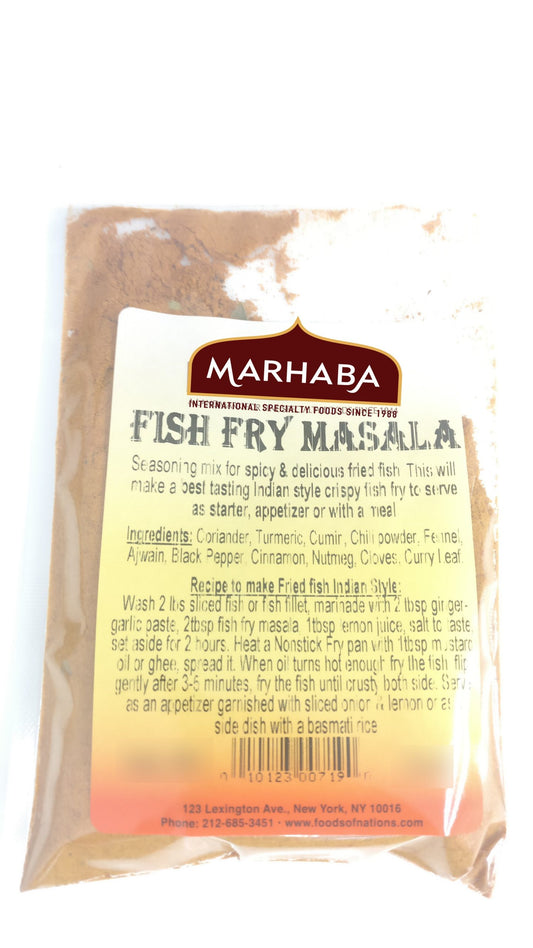 MARHABA
INTERNATIONAL SPECIALTY FOODS SINCE 1988
FISH FRY MASALA
Seasoning mix for spicy & delicious fried fish. This will
make a best tasting Indian style crispy fish fry to serve
as starter, appetizer or with a meal
Ingredients: Coriander, Turmeric, Cumin, Chili powder, Fennel,
Ajwain, Black Pepper, Cinnamon, Nutmeg, Cloves, Curry Leaf.
Recipe to make Fried fish Indian Style:
Wash 2 lbs sliced fish or fish fillet, marinade with 2 tbsp ginger-
garlic paste, 2tbsp fish fry masala, 1tbsp lemon juice, salt to taste,
set aside for 2 hours. Heat a Nonstick Fry pan with 1tbsp mustard
oil or ghee, spread it. When oil turns hot enough fry the fish, flip
gently after 3-6 minutes, fry the fish until crusty both side. Serve
as an appetizer garnished with sliced onion & lemon or as
side dish with a basmati rice
10123 00719
123 Lexington Ave., New York, NY 10016
Phone: 212-685-3451 · www.foodsofnations.com